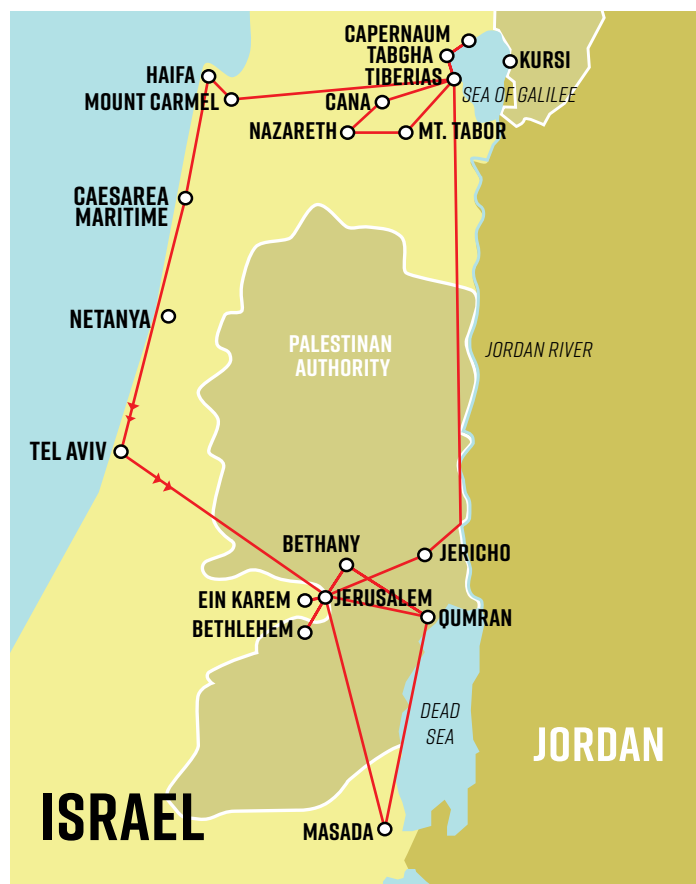 CAPERNAUM
TABGHA
KURSI
HAIFA
TIBERIAS
MOUNT CARMEL
CANA
SEA OF GALILEE
NAZARETH
MT. TABOR
CAESAREA
MARITIME
NETANYA
PALESTINAN
AUTHORITY
JORDAN RIVER
TEL AVIV
BETHANY
JERICHO
EIN KAREM
JERUSALEM
BETHLEHEM
QUMRAN
DEAD
SEA
JORDAN
ISRAEL
MASADA